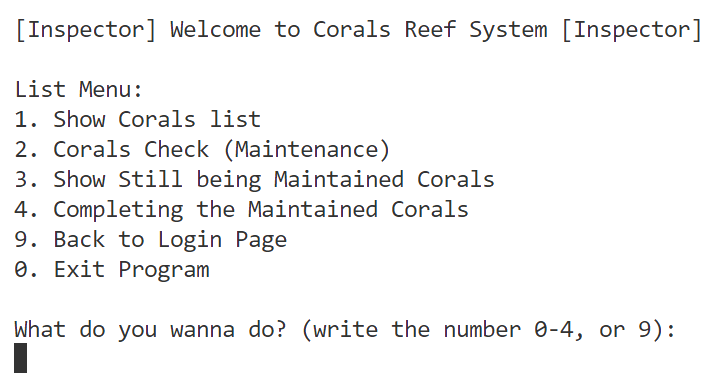 [Inspector] Welcome to Corals Reef System [Inspector]
List Menu:
1. Show Corals list
2. Corals Check (Maintenance)
3. Show Still being Maintained Corals
4. Completing the Maintained Corals
9. Back to Login Page
0. Exit Program
What do you wanna do? (write the number 0-4, or 9):